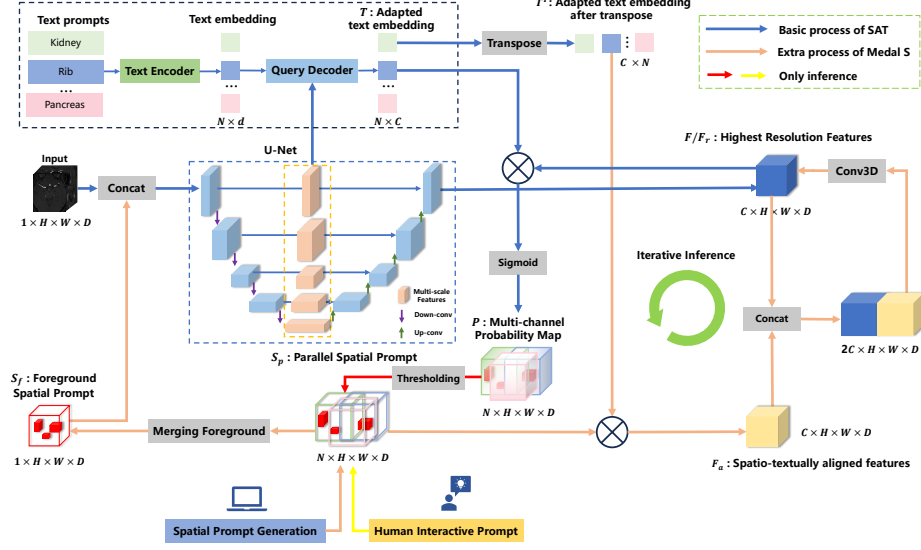 Text prompts
Kidney
Rib
...
Pancreas
Text Encoder
Text embedding
...
N × d
Query Decoder
T : Adapted
text embedding
...
N × C
Transpose
: Adapted text embedding
after transpose
C × N
Basic process of SAT
Extra process of Medal S
Only inference
Input
1 × H × W × D
Concat
U-Net
Multi-scale
Features
Down-conv
Up-conv
F/F_r : Highest Resolution Features
C × H × W × D
Conv3D
Sigmoid
Iterative Inference
Concat
2C × H × W × D
P : Multi-channel
Probability Map
N × H × W × D
Thresholding
S_p : Parallel Spatial Prompt
N × H × W × D
S_f : Foreground
Spatial Prompt
1 × H × W × D
Merging Foreground
C × H × W × D
F_a : Spatio-textually aligned features
Spatial Prompt Generation
Human Interactive Prompt